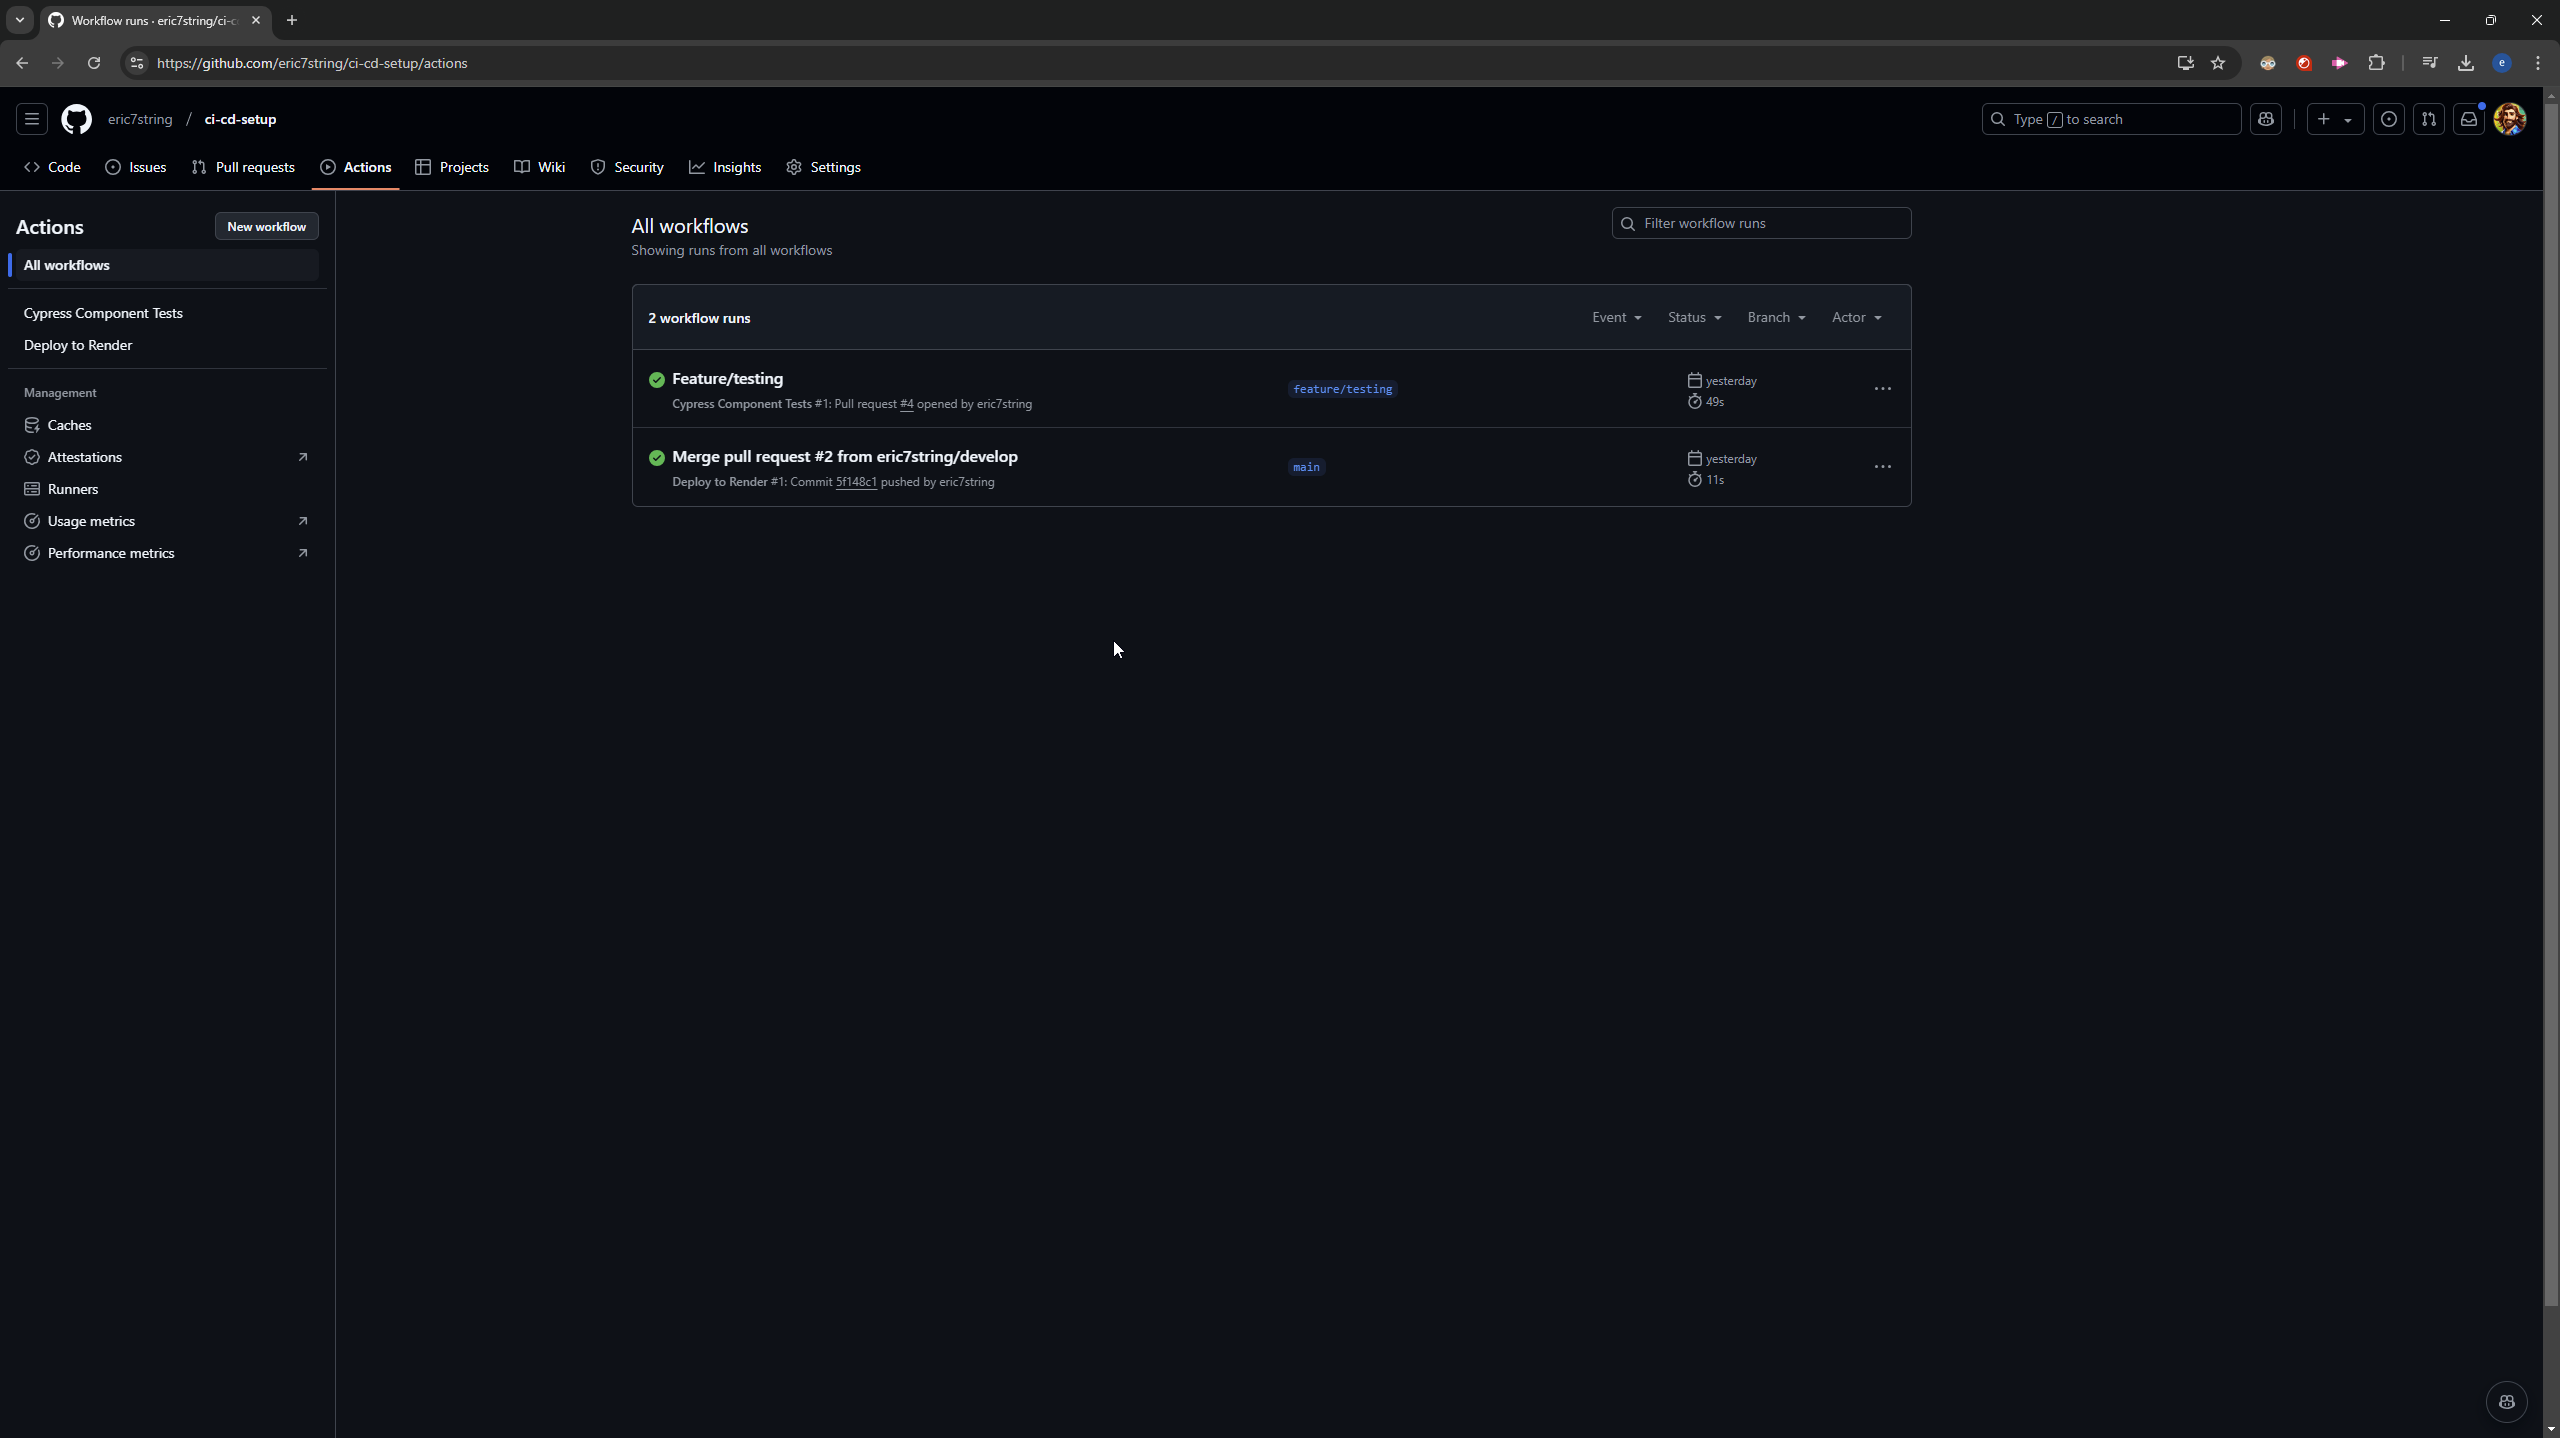 Workflow runs · eric7string/ci-c
https://github.com/eric7string/ci-cd-setup/actions
e
eric7string / ci-cd-setup
Type / to search
Code
Issues
Pull requests
Actions
Projects
Wiki
Security
Insights
Settings
Actions
New workflow
All workflows
Cypress Component Tests
Deploy to Render
Management
Caches
Attestations
Runners
Usage metrics
Performance metrics
All workflows
Showing runs from all workflows
Filter workflow runs
2 workflow runs
Event
Status
Branch
Actor
Feature/testing
Cypress Component Tests #1: Pull request #4 opened by eric7string
feature/testing
yesterday
49s
Merge pull request #2 from eric7string/develop
Deploy to Render #1: Commit 5f148c1 pushed by eric7string
main
yesterday
11s